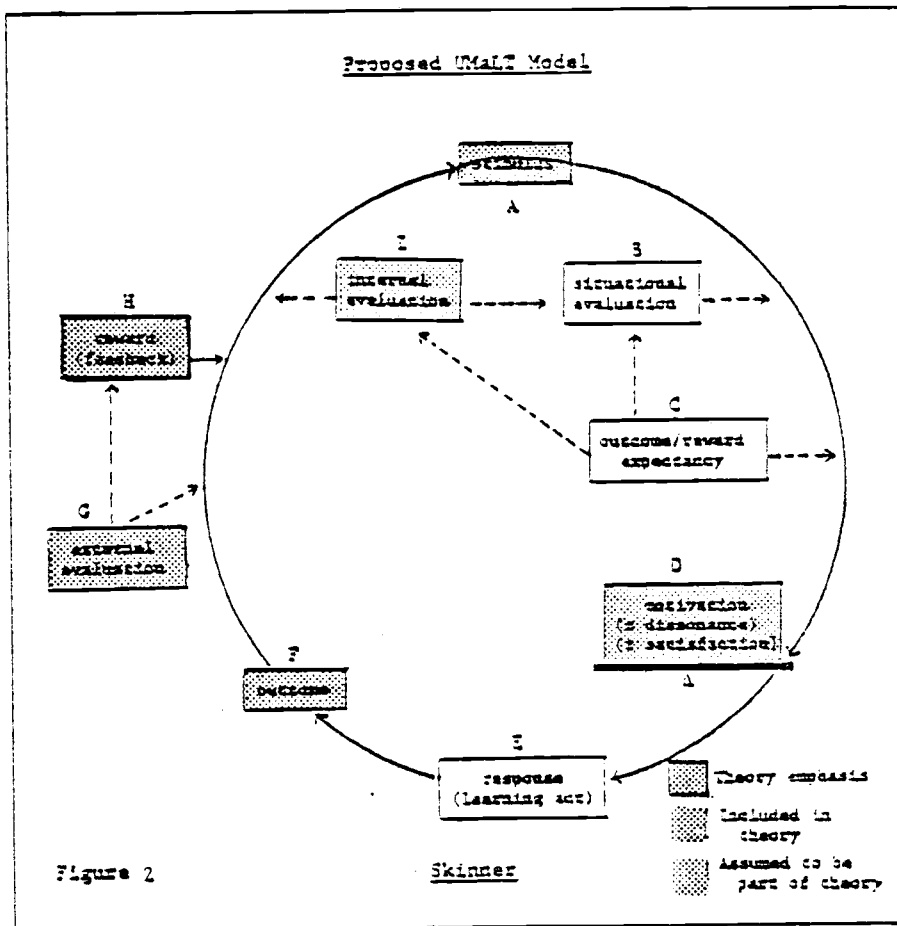 Proposed UMaLT Model
stimulus
A
I
B
internal
evaluation
situational
evaluation
H
reward
(feedback)
C
outcome/reward
expectancy
G
external
evaluation
D
motivation
(± dissonance)
(± satisfaction)
A
F
outcome
E
response
(learning act)
Theory emphasis
Included in
theory
Assumed to be
part of theory
Figure 2
Skinner